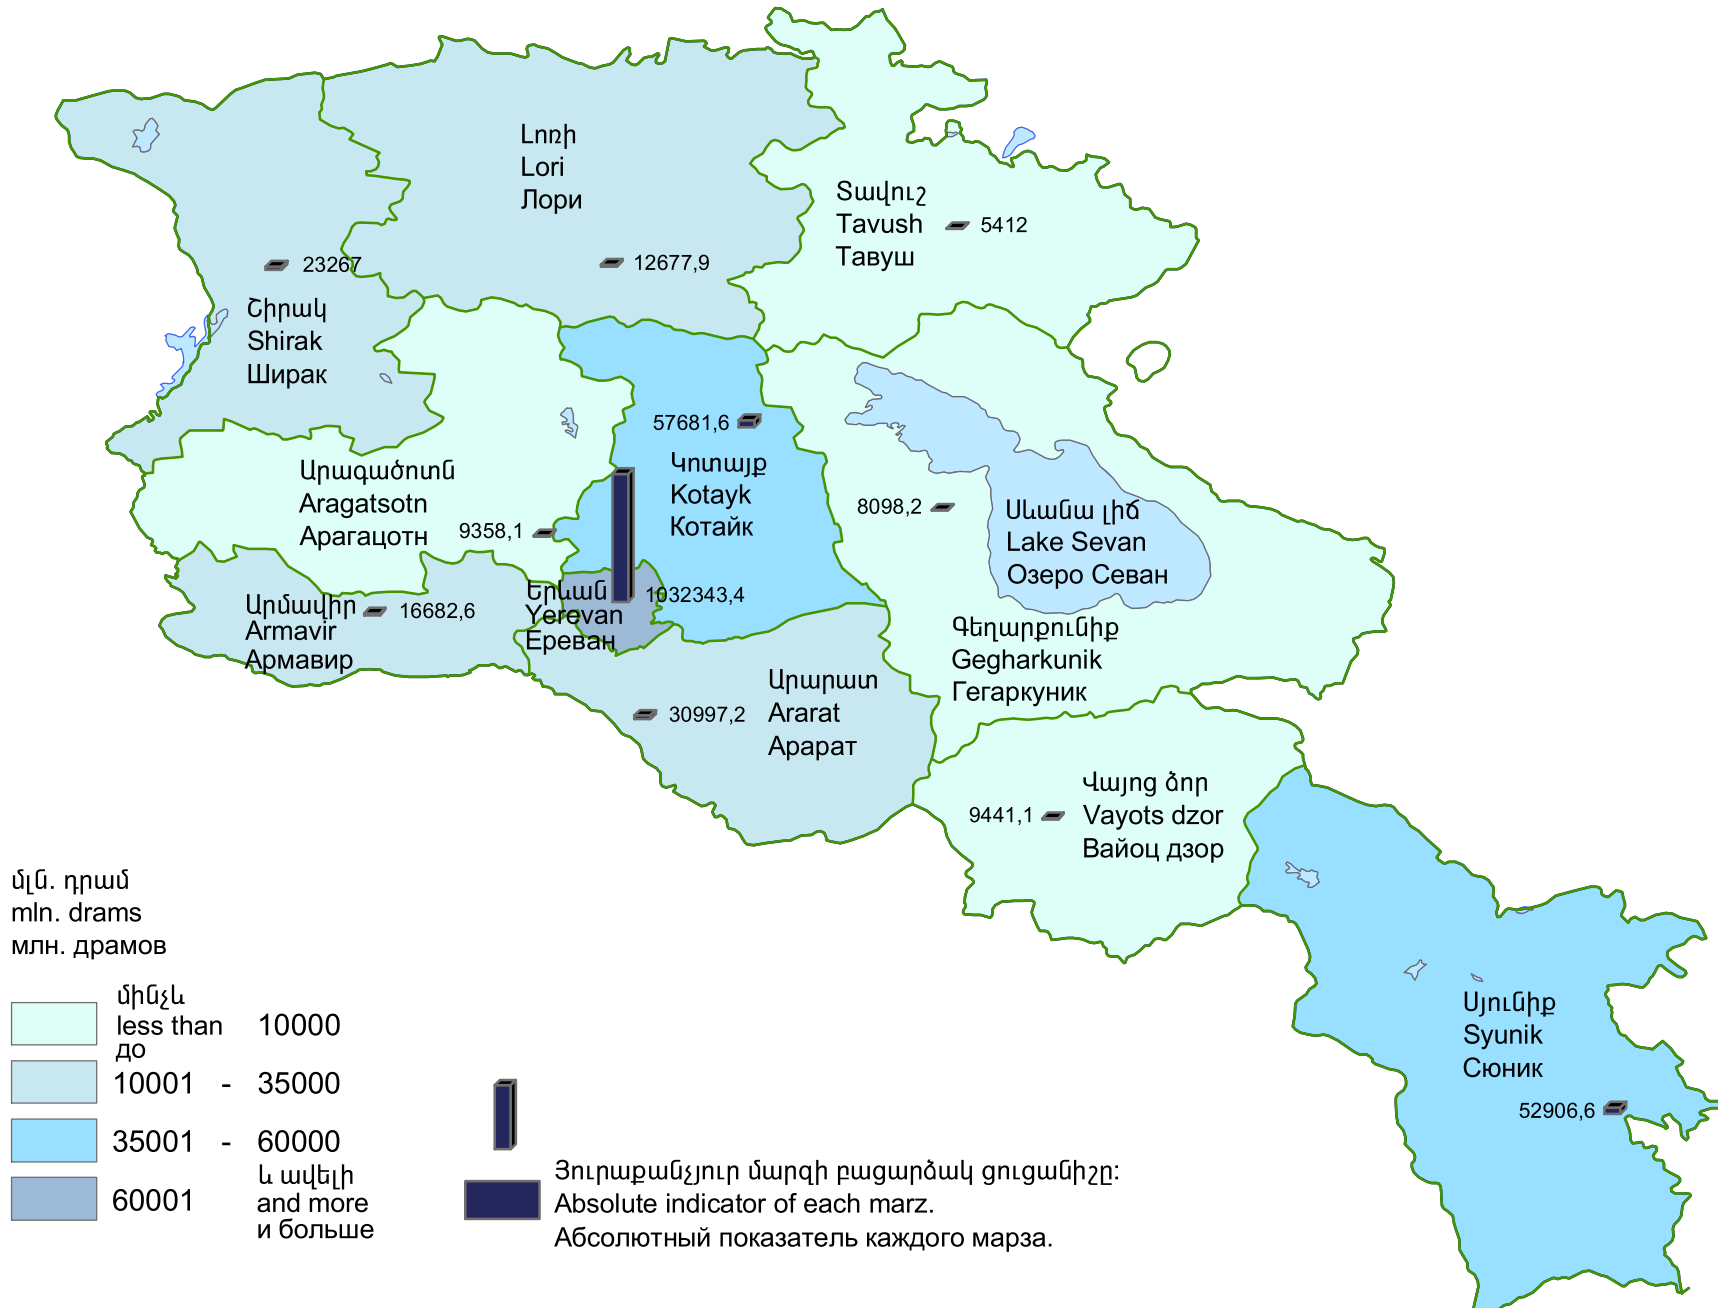 Լոռի
Lori
Лори
12677,9
Տավուշ
Tavush
Тавуш
5412
23267
Շիրակ
Shirak
Ширак
57681,6
Կոտայք
Kotayk
Котайк
Արագածոտն
Aragatsotn
Арагацотн
9358,1
8098,2
Սևանա լիճ
Lake Sevan
Озеро Севан
Գեղարքունիք
Gegharkunik
Гегаркуник
Արմավիր
Armavir
Армавир
16682,6
Երևան
Yerevan
Ереван
1032343,4
Արարատ
Ararat
Арарат
30997,2
Վայոց ձոր
Vayots dzor
Вайоц дзор
9441,1
Սյունիք
Syunik
Сюник
52906,6
մլն. դրամ
mln. drams
млн. драмов
մինչև
less than 10000
до
10001 - 35000
35001 - 60000
60001 և ավելի
and more
и больше
Յուրաքանչյուր մարզի բացարձակ ցուցանիշը:
Absolute indicator of each marz.
Абсолютный показатель каждого марза.